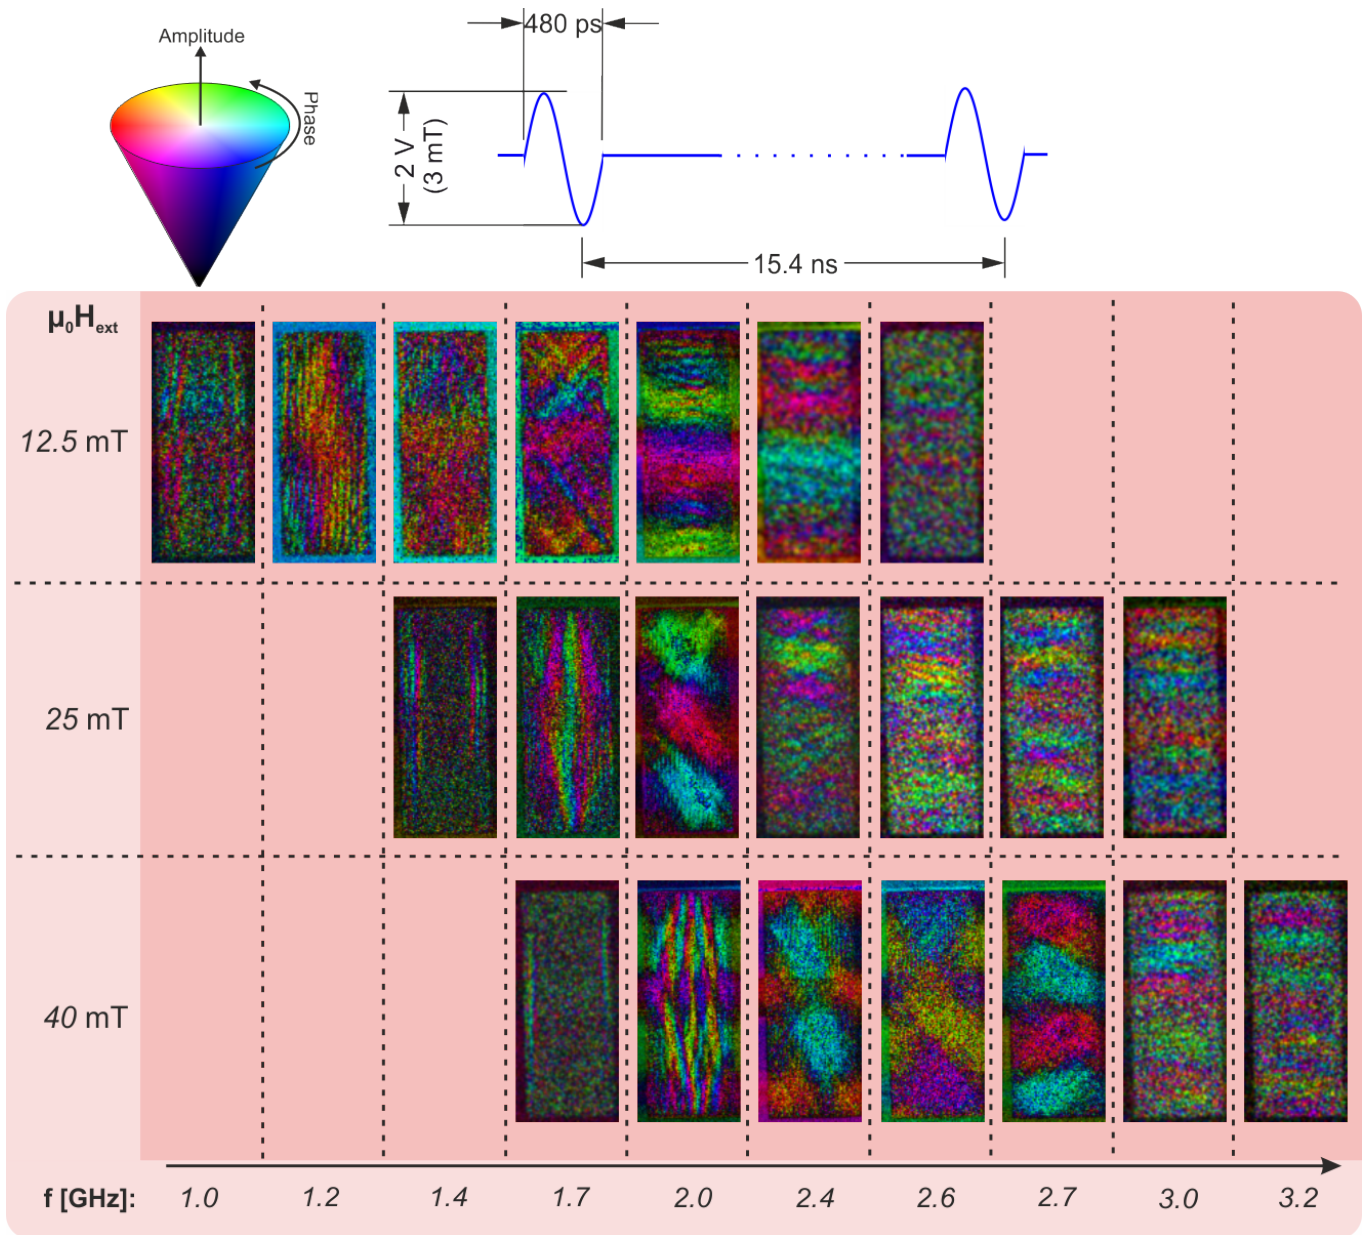 Amplitude
Phase
480 ps
2 V
(3 mT)
15.4 ns
μ₀Hₑₓₜ
12.5 mT
25 mT
40 mT
f [GHz]: 1.0 1.2 1.4 1.7 2.0 2.4 2.6 2.7 3.0 3.2